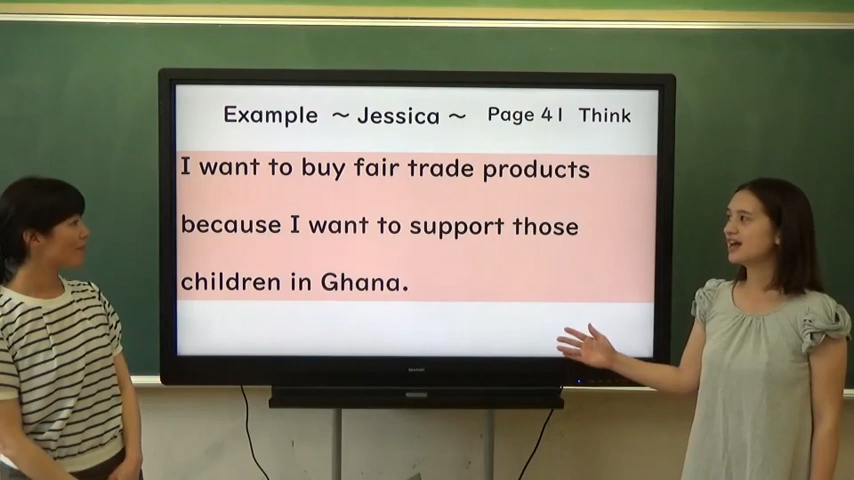 Example ～ Jessica ～ Page 41 Think
I want to buy fair trade products
because I want to support those
children in Ghana.
SHARP